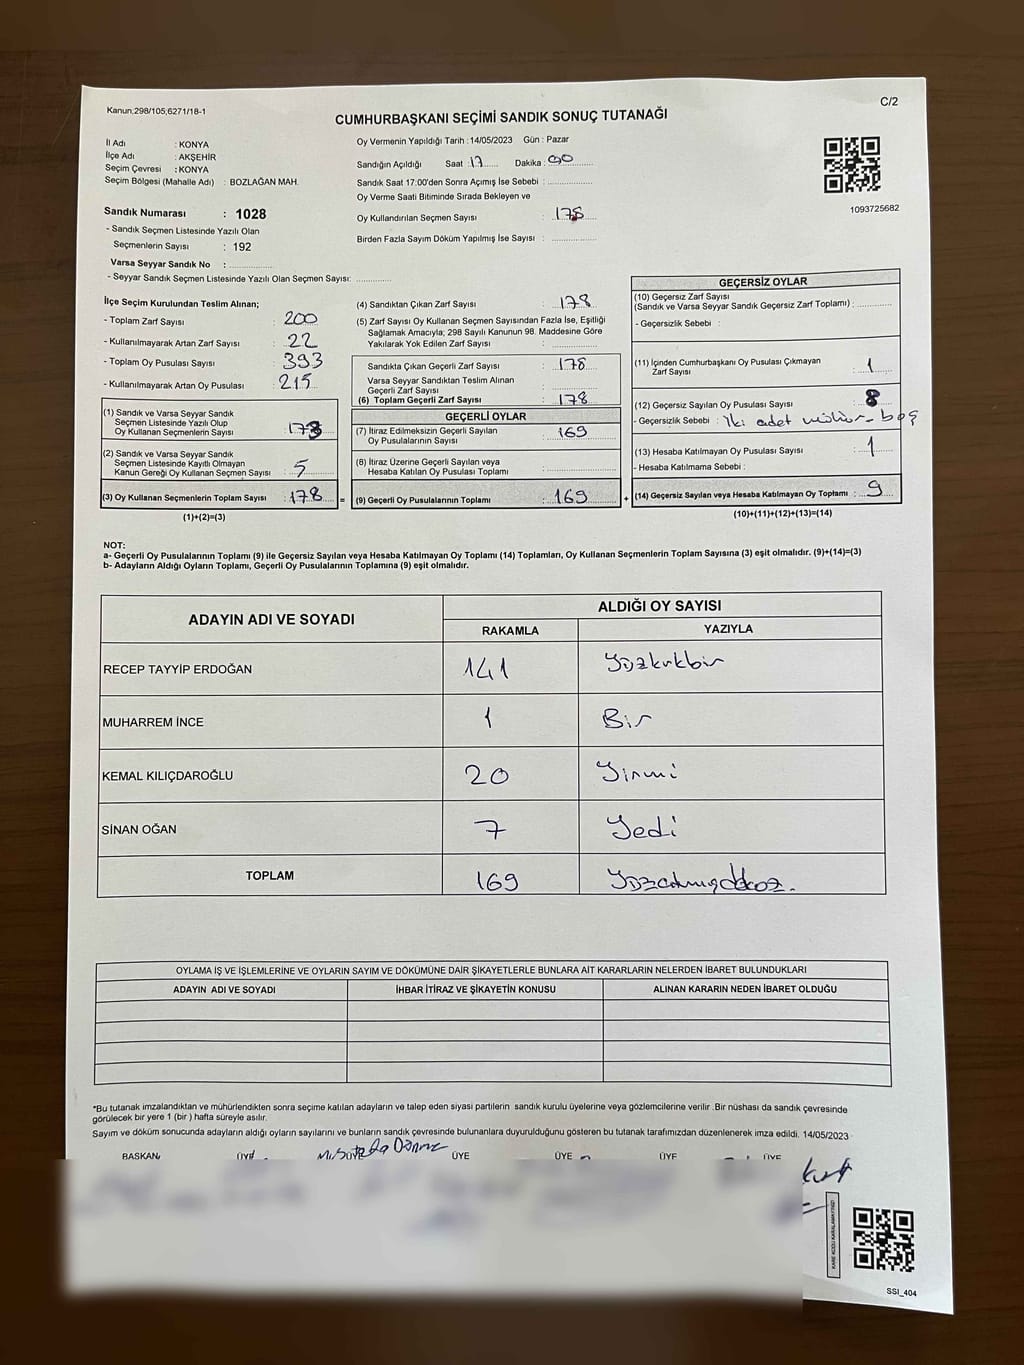 Kanun;298/105;6271/18-1
C/2
CUMHURBAŞKANI SEÇİMİ SANDIK SONUÇ TUTANAĞI
İl Adı : KONYA
İlçe Adı : AKŞEHİR
Seçim Çevresi : KONYA
Seçim Bölgesi (Mahalle Adı) : BOZLAĞAN MAH.
Sandık Numarası : 1028
- Sandık Seçmen Listesinde Yazılı Olan
Seçmenlerin Sayısı : 192
Varsa Seyyar Sandık No : ..............
- Seyyar Sandık Seçmen Listesinde Yazılı Olan Seçmen Sayısı: ............
Oy Vermenin Yapıldığı Tarih :14/05/2023 Gün : Pazar
Sandığın Açıldığı Saat :17...... Dakika :00............
Sandık Saat 17:00'den Sonra Açımış İse Sebebi : ..............
Oy Verme Saati Bitiminde Sırada Bekleyen ve
Oy Kullandırılan Seçmen Sayısı : 178
Birden Fazla Sayım Döküm Yapılmış İse Sayısı : ..............
1093725682
İlçe Seçim Kurulundan Teslim Alınan;
- Toplam Zarf Sayısı : 200
- Kullanılmayarak Artan Zarf Sayısı : 22
- Toplam Oy Pusulası Sayısı : 393
- Kullanılmayarak Artan Oy Pusulası : 215
(1) Sandık ve Varsa Seyyar Sandık
Seçmen Listesinde Yazılı Olup
Oy Kullanan Seçmenlerin Sayısı : 173
(2) Sandık ve Varsa Seyyar Sandık
Seçmen Listesinde Kayıtlı Olmayan
Kanun Gereği Oy Kullanan Seçmen Sayısı : 5
(3) Oy Kullanan Seçmenlerin Toplam Sayısı : 178 =
(1)+(2)=(3)
(4) Sandıktan Çıkan Zarf Sayısı : 178
(5) Zarf Sayısı Oy Kullanan Seçmen Sayısından Fazla İse, Eşitliği
Sağlamak Amacıyla; 298 Sayılı Kanunun 98. Maddesine Göre
Yakılarak Yok Edilen Zarf Sayısı : ..............
Sandıkta Çıkan Geçerli Zarf Sayısı : 178
Varsa Seyyar Sandıktan Teslim Alınan
Geçerli Zarf Sayısı : ..............
(6) Toplam Geçerli Zarf Sayısı : 178
GEÇERLİ OYLAR
(7) İtiraz Edilmeksizin Geçerli Sayılan : 169
Oy Pusulalarının Sayısı
(8) İtiraz Üzerine Geçerli Sayılan veya
Hesaba Katılan Oy Pusulası Toplamı : ..............
(9) Geçerli Oy Pusulalarının Toplamı : 169 +
GEÇERSİZ OYLAR
(10) Geçersiz Zarf Sayısı
(Sandık ve Varsa Seyyar Sandık Geçersiz Zarf Toplamı) : ............
- Geçersizlik Sebebi :
(11) İçinden Cumhurbaşkanı Oy Pusulası Çıkmayan
Zarf Sayısı : 1
(12) Geçersiz Sayılan Oy Pusulası Sayısı : 8
- Geçersizlik Sebebi : İki adet mühür - boş
(13) Hesaba Katılmayan Oy Pusulası Sayısı : 1
- Hesaba Katılmama Sebebi :
(14) Geçersiz Sayılan veya Hesaba Katılmayan Oy Toplamı : 9
(10)+(11)+(12)+(13)=(14)
NOT:
a- Geçerli Oy Pusulalarının Toplamı (9) ile Geçersiz Sayılan veya Hesaba Katılmayan Oy Toplamı (14) Toplamları, Oy Kullanan Seçmenlerin Toplam Sayısına (3) eşit olmalıdır. (9)+(14)=(3)
b- Adayların Aldığı Oyların Toplamı, Geçerli Oy Pusulalarının Toplamına (9) eşit olmalıdır.
ADAYIN ADI VE SOYADI
ALDIĞI OY SAYISI
RAKAMLA YAZIYLA
RECEP TAYYİP ERDOĞAN 141 Yüzkırkbir
MUHARREM İNCE 1 Bir
KEMAL KILIÇDAROĞLU 20 Yirmi
SİNAN OĞAN 7 Yedi
TOPLAM 169 Yüzatmışdokuz.
OYLAMA İŞ VE İŞLEMLERİNE VE OYLARIN SAYIM VE DÖKÜMÜNE DAİR ŞİKAYETLERLE BUNLARA AİT KARARLARIN NELERDEN İBARET BULUNDUKLARI
ADAYIN ADI VE SOYADI İHBAR İTİRAZ VE ŞİKAYETİN KONUSU ALINAN KARARIN NEDEN İBARET OLDUĞU
*Bu tutanak imzalandıktan ve mühürlendikten sonra seçime katılan adayların ve talep eden siyasi partilerin sandık kurulu üyelerine veya gözlemcilerine verilir .Bir nüshası da sandık çevresinde
görülecek bir yere 1 (bir ) hafta süreyle asılır.
Sayım ve döküm sonucunda adayların aldığı oyların sayılarını ve bunların sandık çevresinde bulunanlara duyurulduğunu gösteren bu tutanak tarafımızdan düzenlenerek imza edildi. 14/05/2023
BAŞKAN ÜYE ÜYE ÜYE ÜYE ÜYE ÜYE
SSI_404